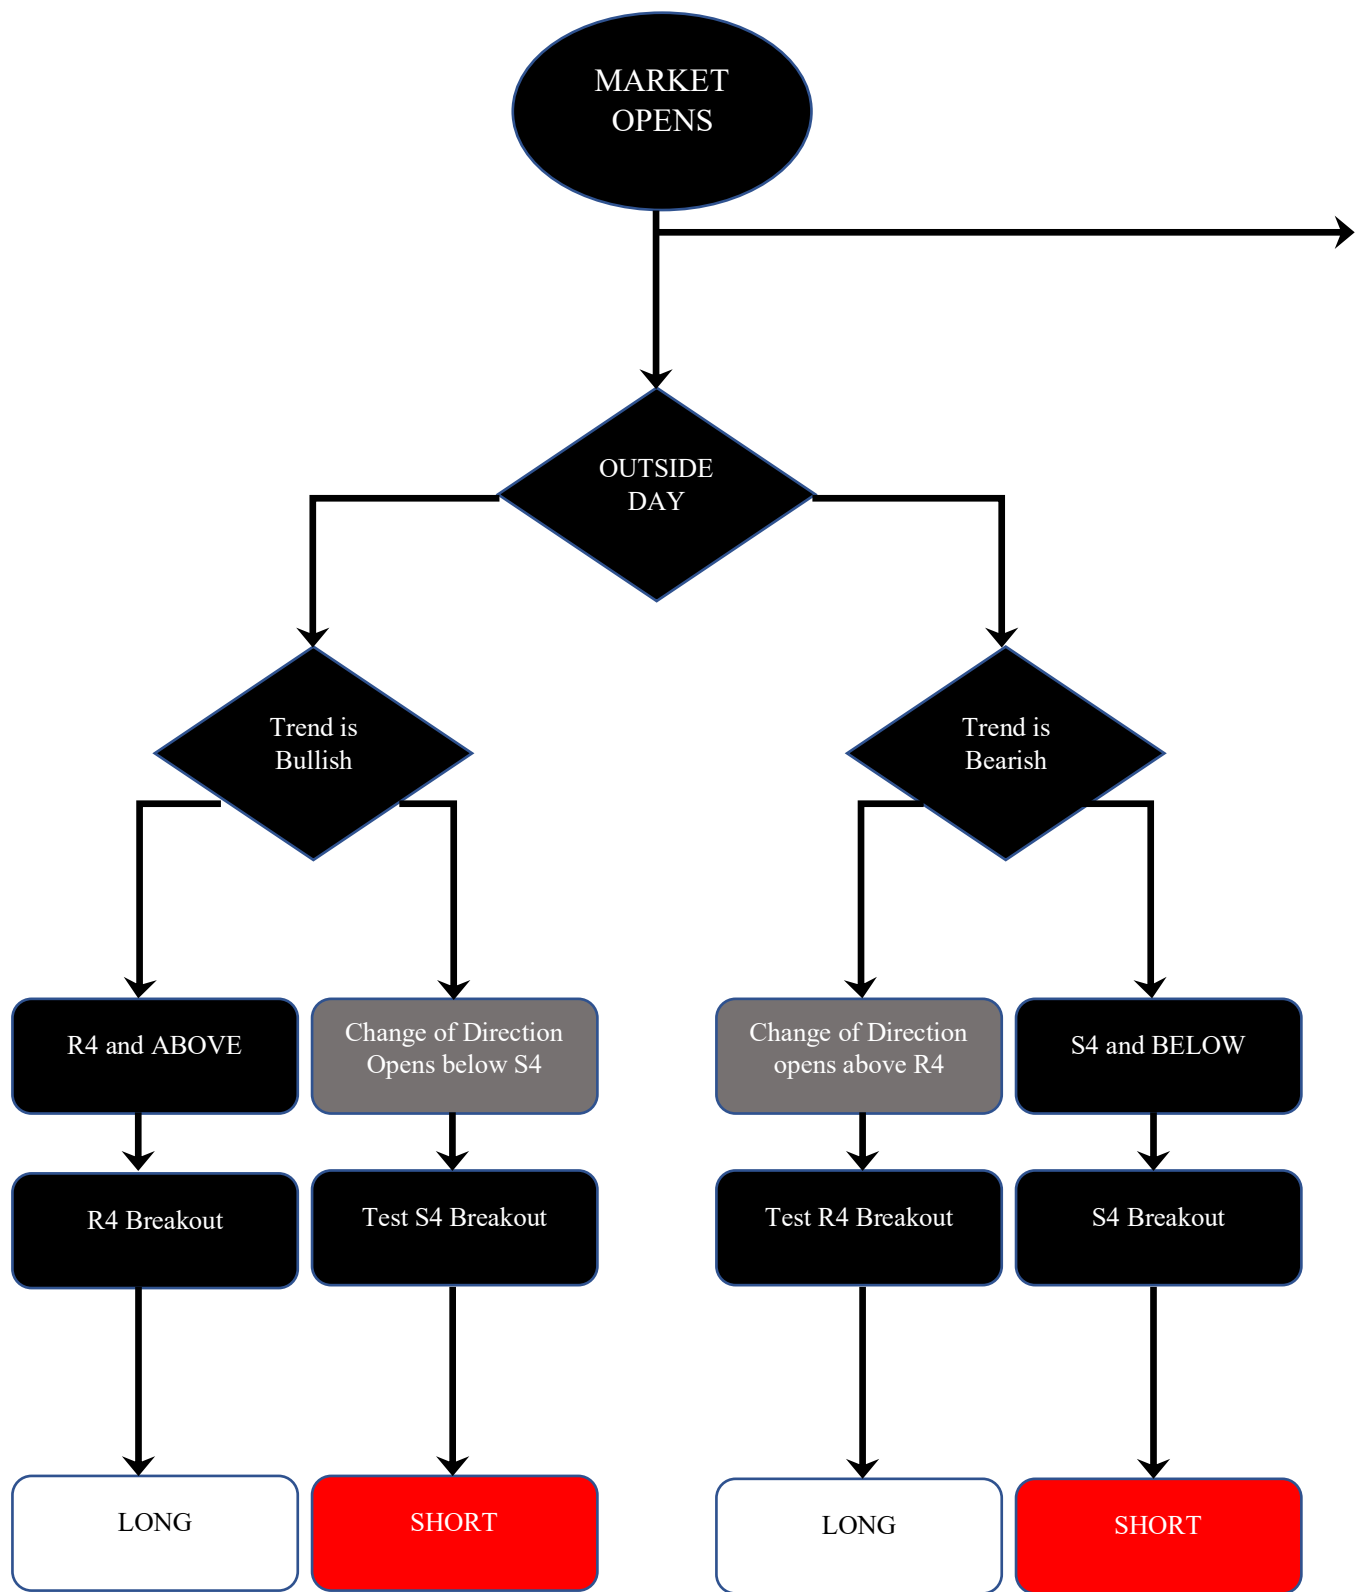 MARKET
OPENS
OUTSIDE
DAY
Trend is
Bullish
Trend is
Bearish
R4 and ABOVE
Change of Direction
Opens below S4
Change of Direction
opens above R4
S4 and BELOW
R4 Breakout
Test S4 Breakout
Test R4 Breakout
S4 Breakout
LONG
SHORT
LONG
SHORT